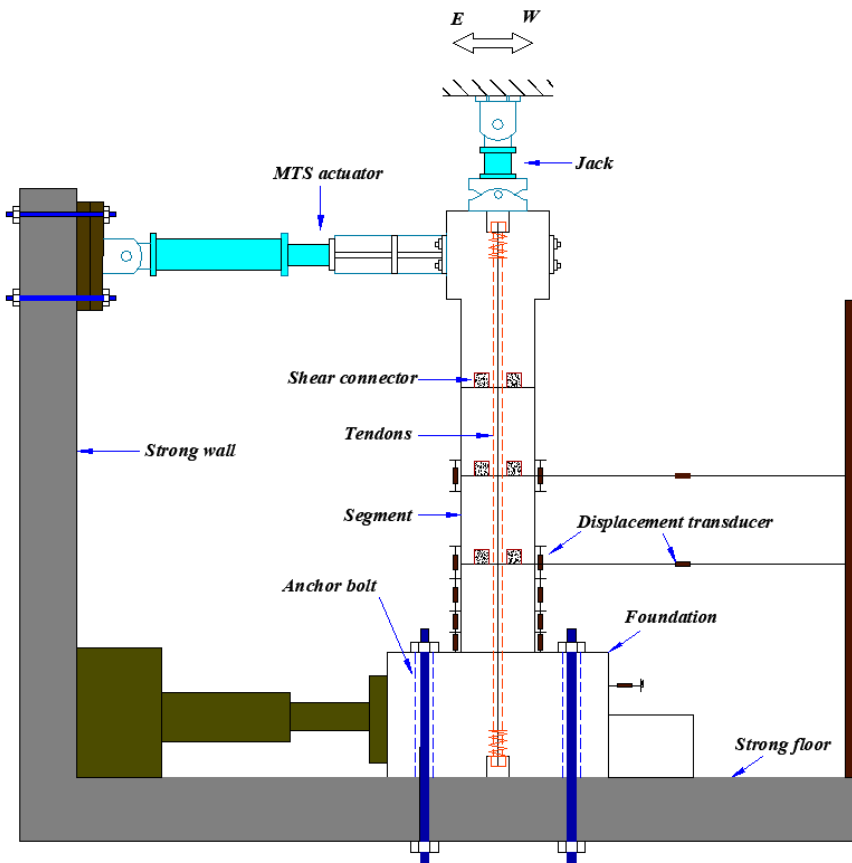 E W
Jack
MTS actuator
Shear connector
Tendons
Strong wall
Segment
Displacement transducer
Anchor bolt
Foundation
Strong floor